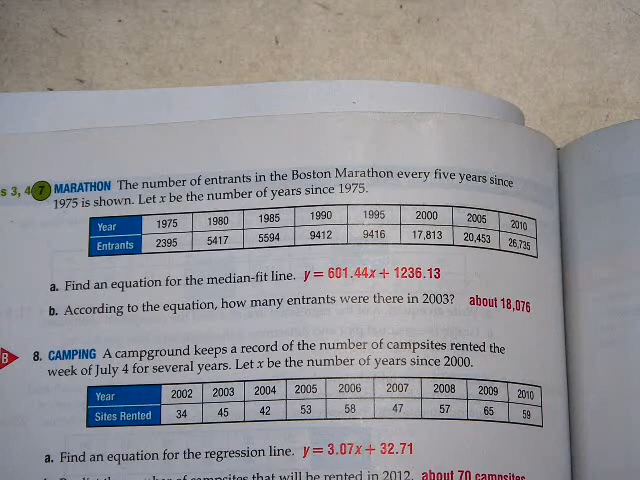 s 3, 4
7 MARATHON The number of entrants in the Boston Marathon every five years since
1975 is shown. Let x be the number of years since 1975.
Year 1975 1980 1985 1990 1995 2000 2005 2010
Entrants 2395 5417 5594 9412 9416 17,813 20,453 26,735
a. Find an equation for the median-fit line. y = 601.44x + 1236.13
b. According to the equation, how many entrants were there in 2003? about 18,076
B
8. CAMPING A campground keeps a record of the number of campsites rented the
week of July 4 for several years. Let x be the number of years since 2000.
Year 2002 2003 2004 2005 2006 2007 2008 2009 2010
Sites Rented 34 45 42 53 58 47 57 65 59
a. Find an equation for the regression line. y = 3.07x + 32.71
number of campsites that will be rented in 2012. about 70 campsites